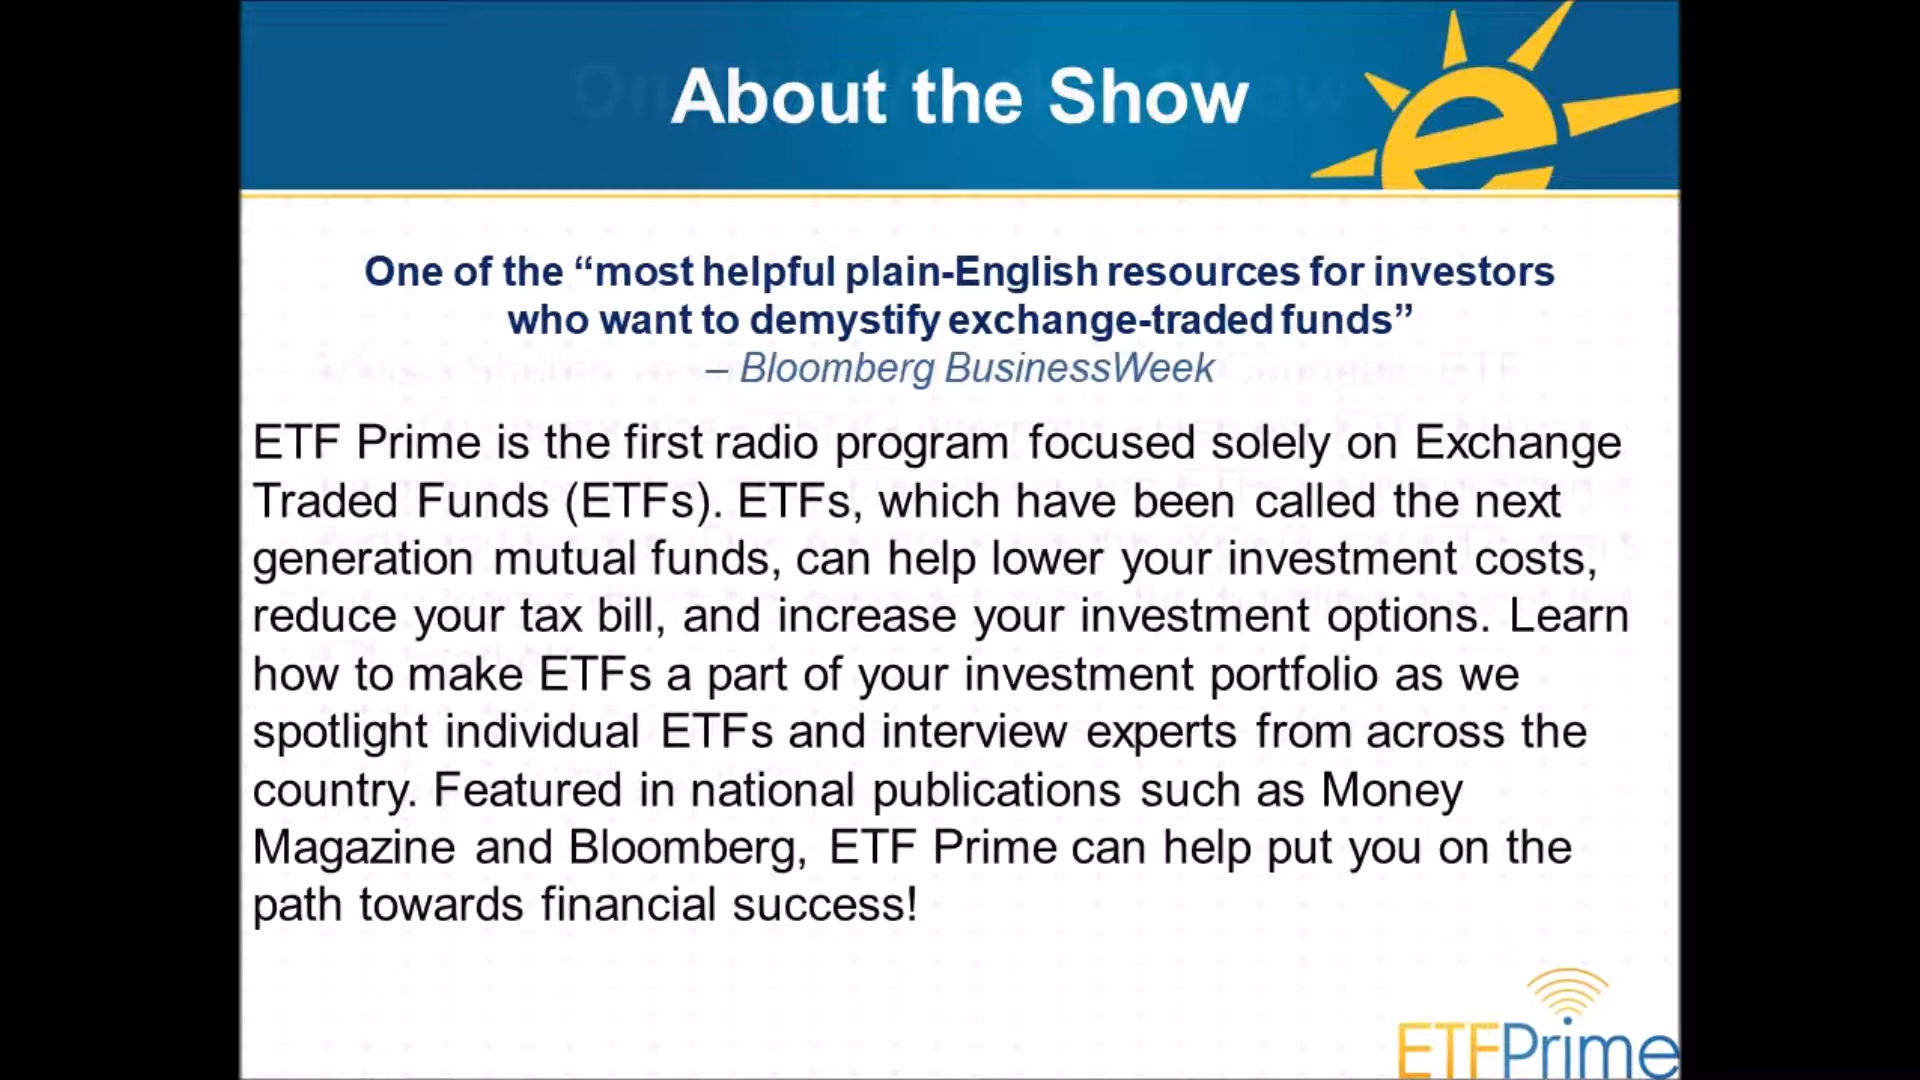 About the Show
One of the “most helpful plain-English resources for investors
who want to demystify exchange-traded funds”
– Bloomberg BusinessWeek
ETF Prime is the first radio program focused solely on Exchange
Traded Funds (ETFs). ETFs, which have been called the next
generation mutual funds, can help lower your investment costs,
reduce your tax bill, and increase your investment options. Learn
how to make ETFs a part of your investment portfolio as we
spotlight individual ETFs and interview experts from across the
country. Featured in national publications such as Money
Magazine and Bloomberg, ETF Prime can help put you on the
path towards financial success!
ETFPrime